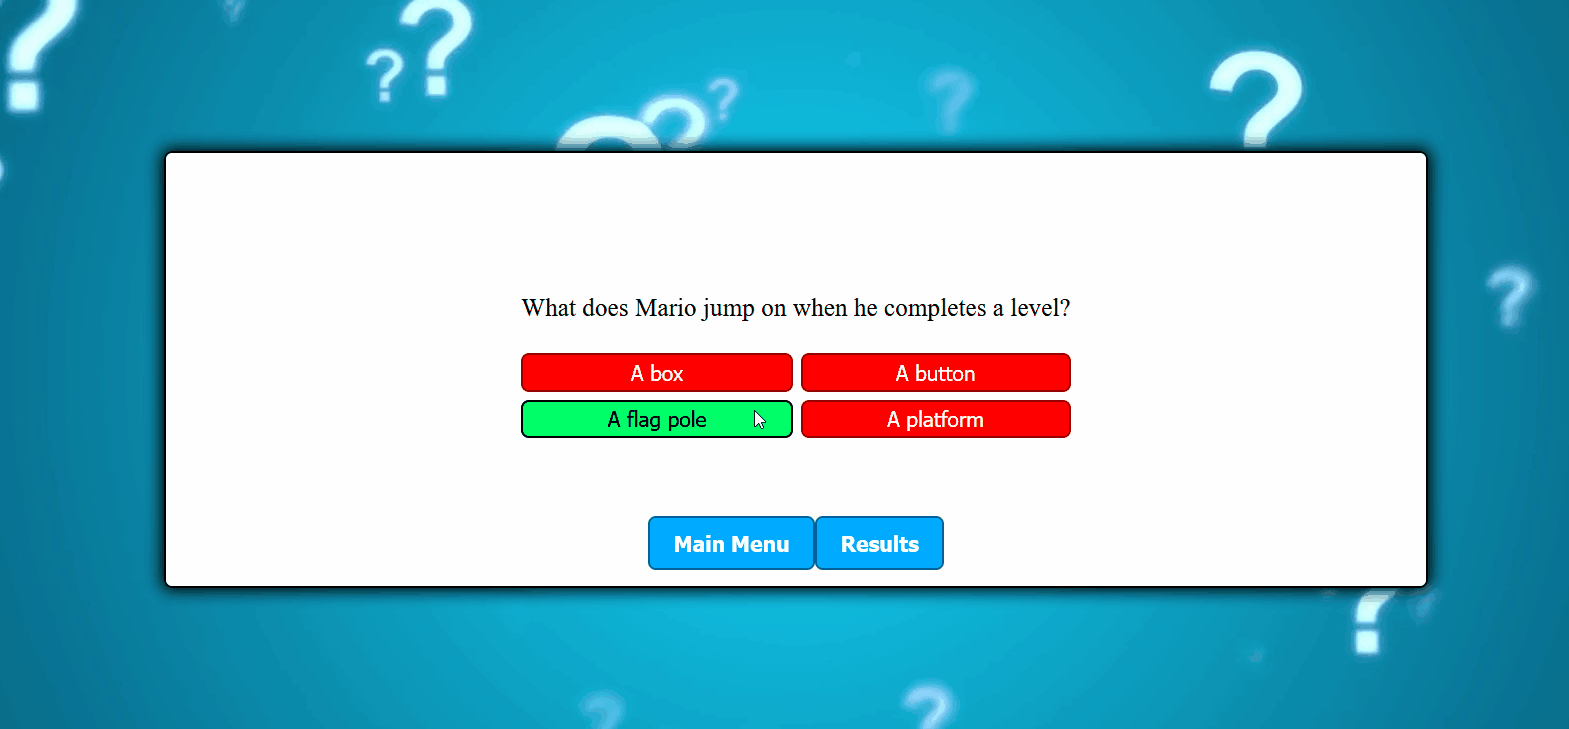 What does Mario jump on when he completes a level?
A box
A button
A flag pole
A platform
Main Menu
Results